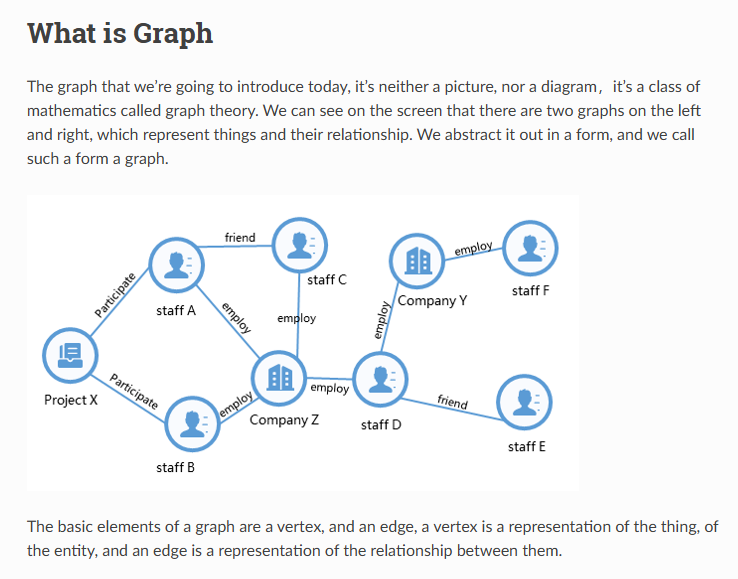 What is Graph
The graph that we're going to introduce today, it's neither a picture, nor a diagram，it's a class of
mathematics called graph theory. We can see on the screen that there are two graphs on the left
and right, which represent things and their relationship. We abstract it out in a form, and we call
such a form a graph.
friend
employ
staff C
staff F
Participate
staff A
employ
employ
employ
Company Y
Project X
Participate
employ
employ
friend
Company Z
staff D
staff B
staff E
The basic elements of a graph are a vertex, and an edge, a vertex is a representation of the thing, of
the entity, and an edge is a representation of the relationship between them.